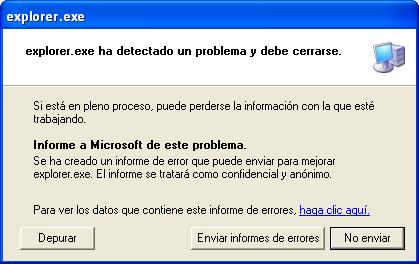 explorer.exe
explorer.exe ha detectado un problema y debe cerrarse.
Si está en pleno proceso, puede perderse la información con la que esté
trabajando.
Informe a Microsoft de este problema.
Se ha creado un informe de error que puede enviar para mejorar
explorer.exe. El informe se tratará como confidencial y anónimo.
Para ver los datos que contiene este informe de errores, haga clic aquí.
Depurar
Enviar informes de errores
No enviar